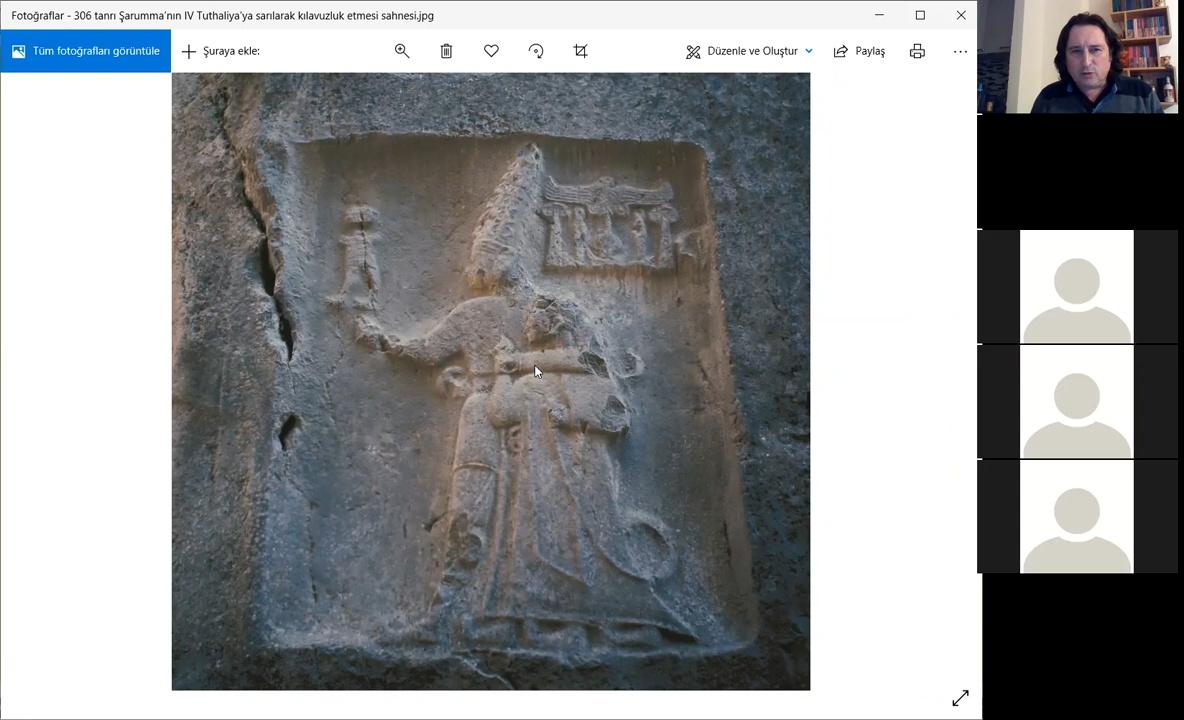 Fotoğraflar - 306 tanrı Şarumma'nın IV Tuthaliya'ya sarılarak kılavuzluk etmesi sahnesi.jpg
Tüm fotoğrafları görüntüle
Şuraya ekle:
Düzenle ve Oluştur
Paylaş